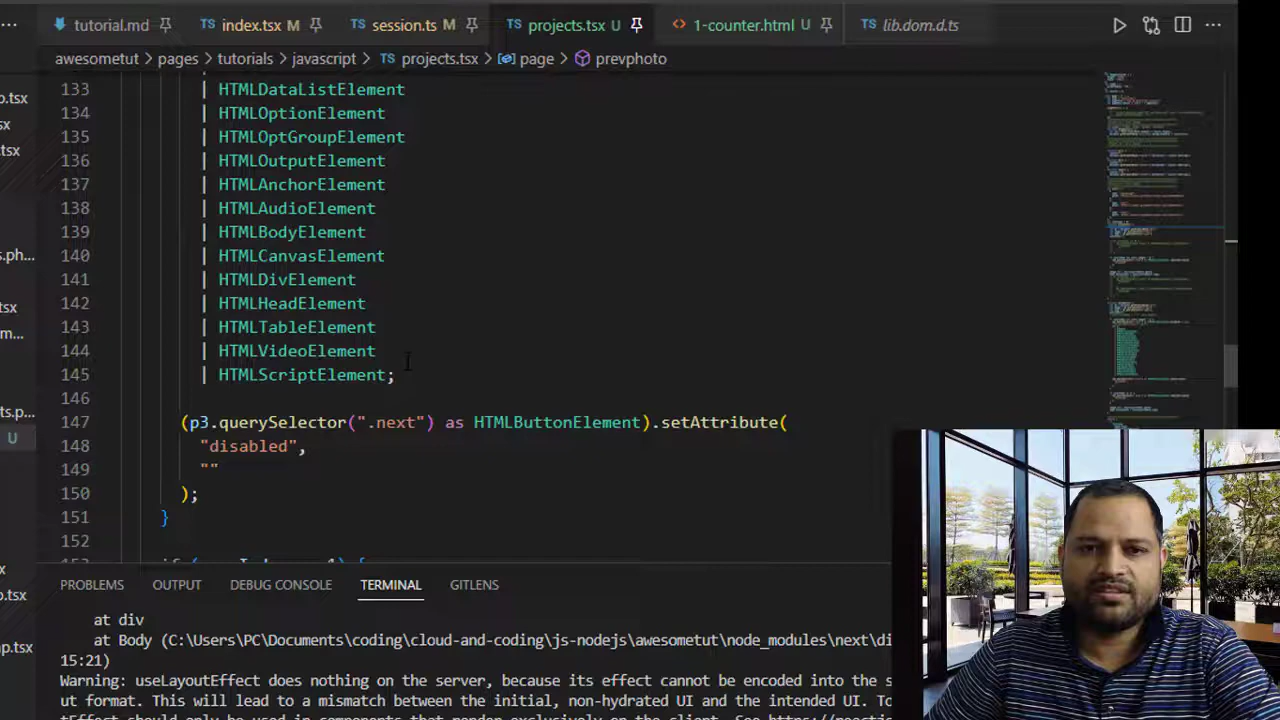 tutorial.md TS index.tsx M TS session.ts M TS projects.tsx U <> 1-counter.html U TS lib.dom.d.ts ...
awesometut > pages > tutorials > javascript > TS projects.tsx > page > prevphoto
133 | HTMLDataListElement
134 | HTMLOptionElement
135 | HTMLOptGroupElement
136 | HTMLOutputElement
137 | HTMLAnchorElement
138 | HTMLAudioElement
139 | HTMLBodyElement
140 | HTMLCanvasElement
141 | HTMLDivElement
142 | HTMLHeadElement
143 | HTMLTableElement
144 | HTMLVideoElement
145 | HTMLScriptElement;
146
147 (p3.querySelector(".next") as HTMLButtonElement).setAttribute(
148 "disabled",
149 ""
150 );
151 }
152
PROBLEMS OUTPUT DEBUG CONSOLE TERMINAL GITLENS
at div
at Body (C:\Users\PC\Documents\coding\cloud-and-coding\js-nodejs\awesometut\node_modules\next\di
15:21)
Warning: useLayoutEffect does nothing on the server, because its effect cannot be encoded into the s
ut format. This will lead to a mismatch between the initial, non-hydrated UI and the intended UI. To